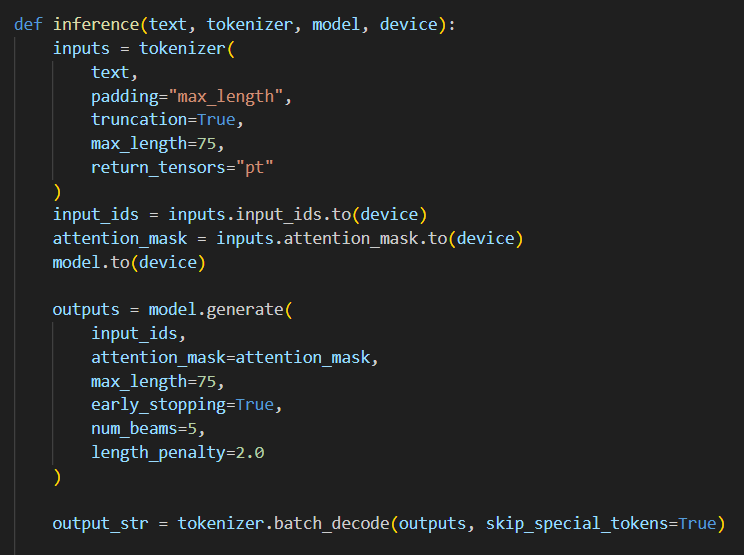 def inference(text, tokenizer, model, device):
    inputs = tokenizer(
        text,
        padding="max_length",
        truncation=True,
        max_length=75,
        return_tensors="pt"
    )
    input_ids = inputs.input_ids.to(device)
    attention_mask = inputs.attention_mask.to(device)
    model.to(device)

    outputs = model.generate(
        input_ids,
        attention_mask=attention_mask,
        max_length=75,
        early_stopping=True,
        num_beams=5,
        length_penalty=2.0
    )

    output_str = tokenizer.batch_decode(outputs, skip_special_tokens=True)